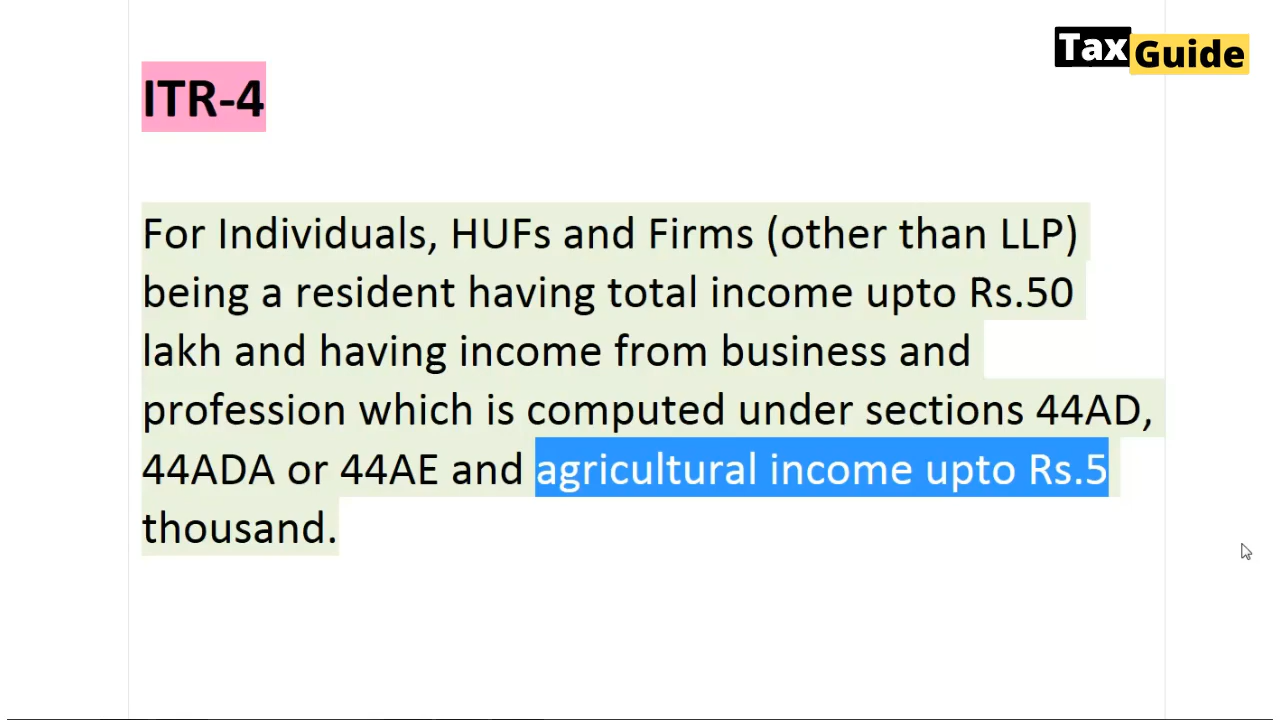 Tax Guide
ITR-4
For Individuals, HUFs and Firms (other than LLP)
being a resident having total income upto Rs.50
lakh and having income from business and
profession which is computed under sections 44AD,
44ADA or 44AE and agricultural income upto Rs.5
thousand.